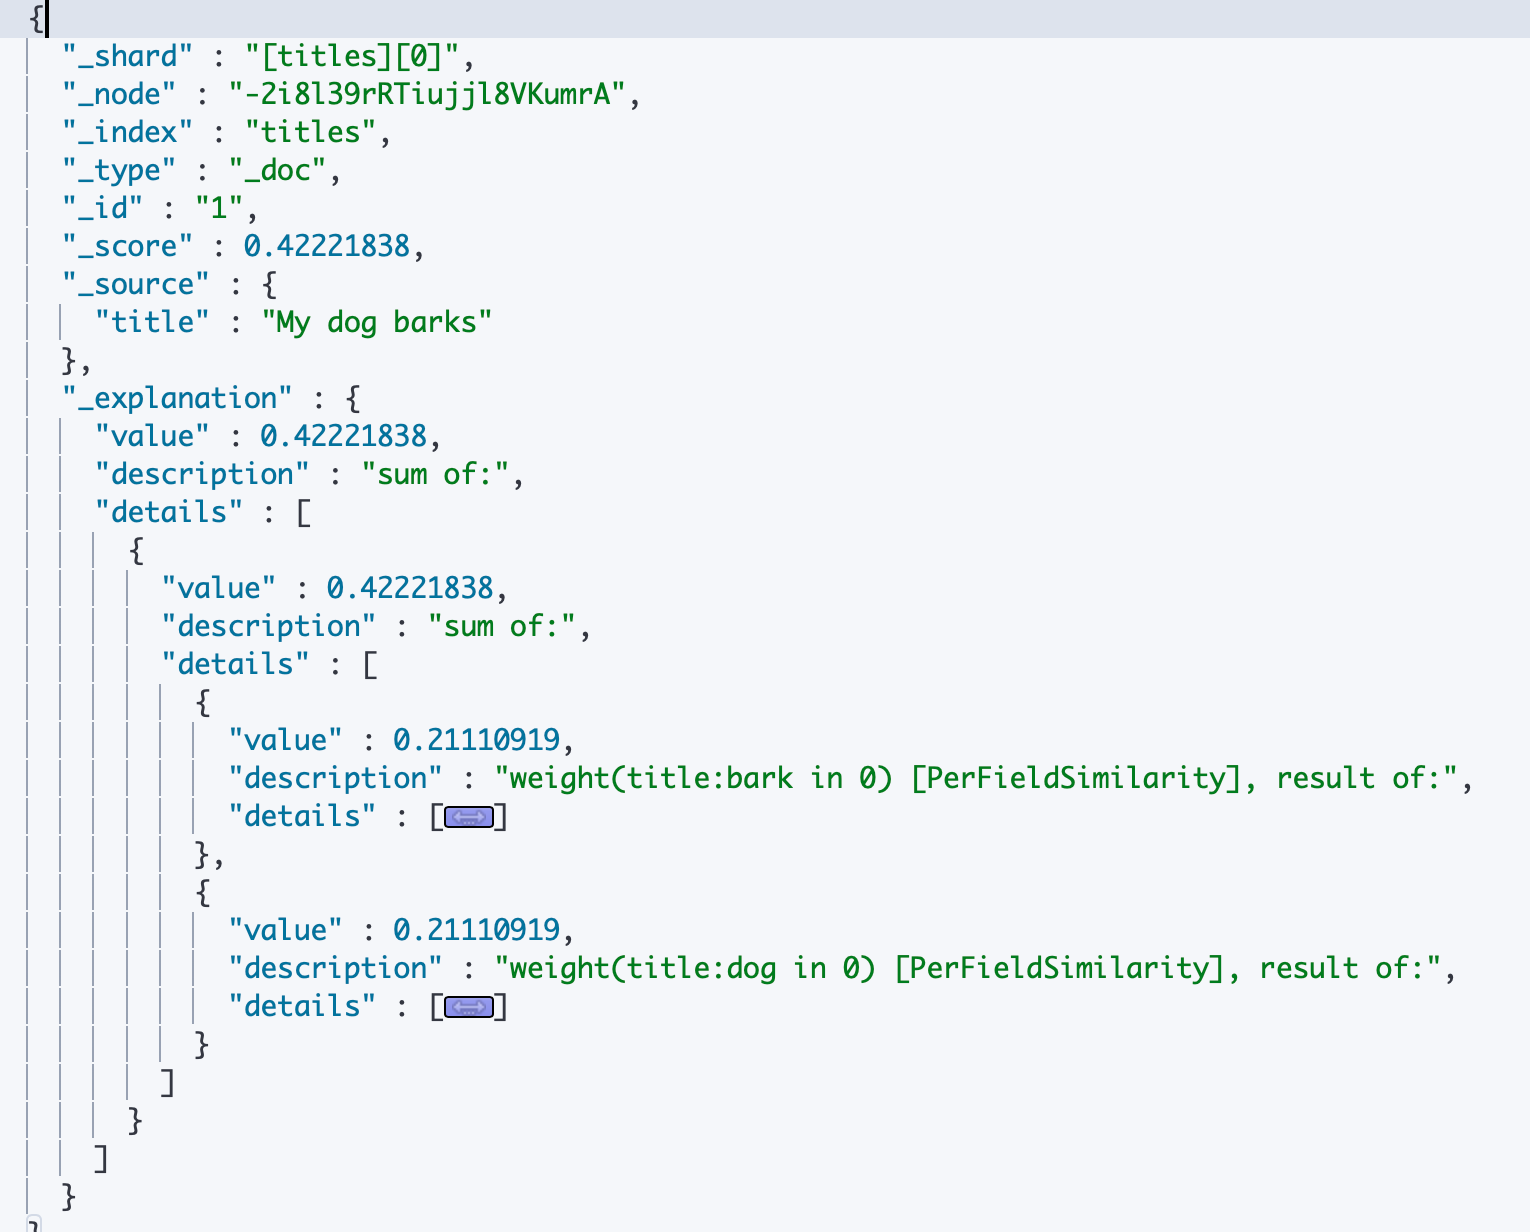 {
"_shard" : "[titles][0]",
"_node" : "-2i8l39rRTiujjl8VKumrA",
"_index" : "titles",
"_type" : "_doc",
"_id" : "1",
"_score" : 0.42221838,
"_source" : {
"title" : "My dog barks"
},
"_explanation" : {
"value" : 0.42221838,
"description" : "sum of:",
"details" : [
{
"value" : 0.42221838,
"description" : "sum of:",
"details" : [
{
"value" : 0.21110919,
"description" : "weight(title:bark in 0) [PerFieldSimilarity], result of:",
"details" : [↔]
},
{
"value" : 0.21110919,
"description" : "weight(title:dog in 0) [PerFieldSimilarity], result of:",
"details" : [↔]
}
]
}
]
}
}